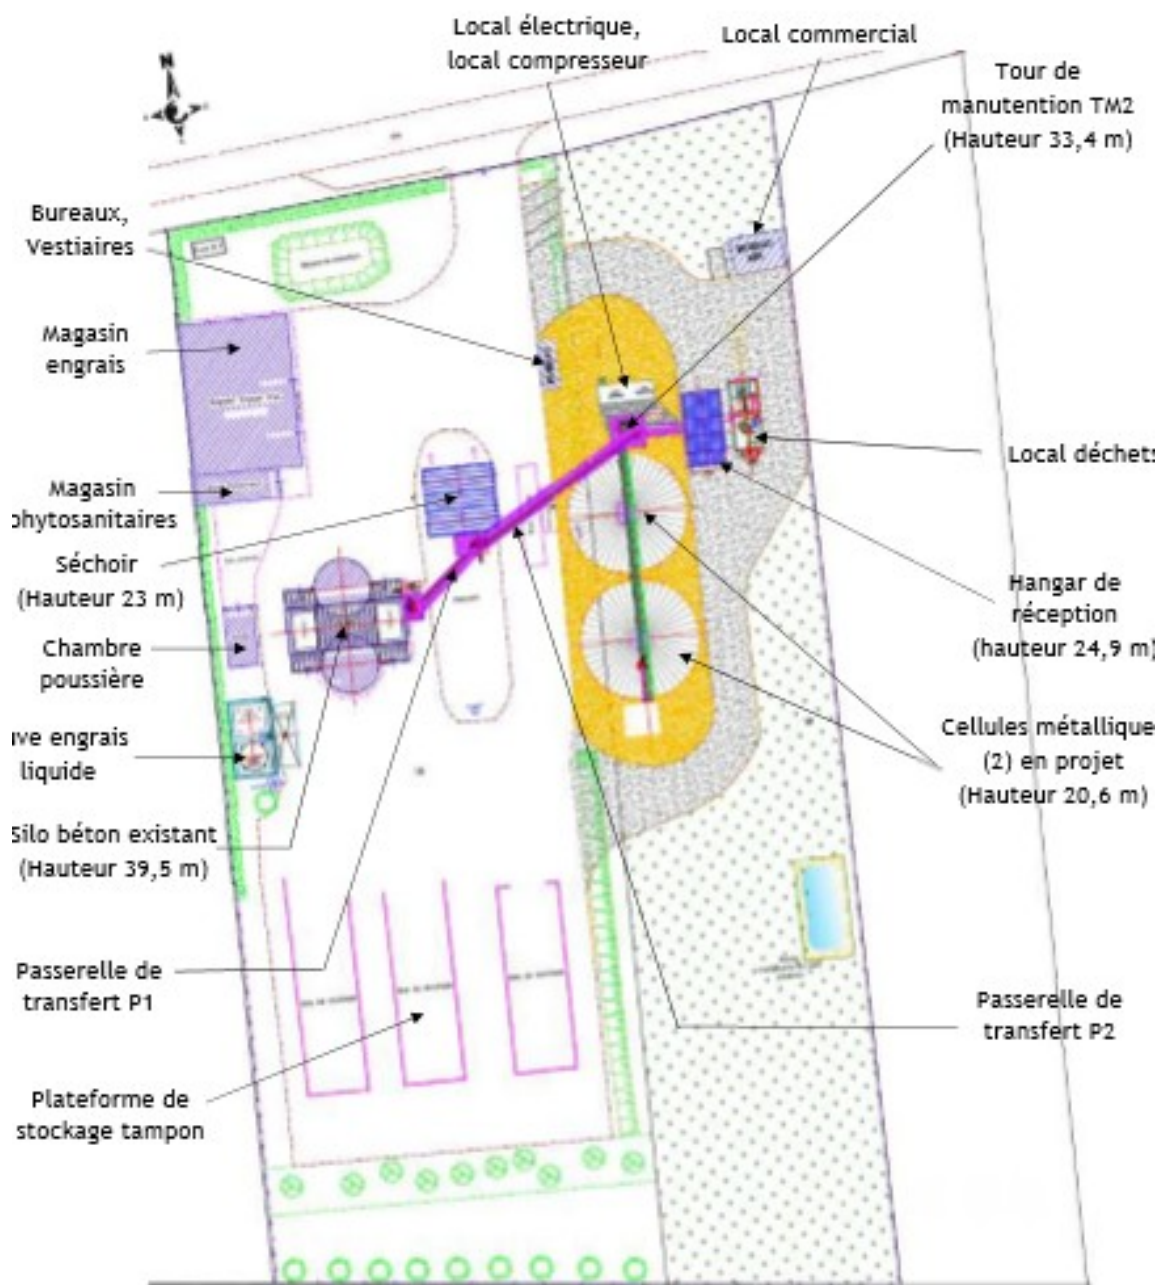 N
Local électrique,
local compresseur
Local commercial
Tour de
manutention TM2
(Hauteur 33,4 m)
Bureaux,
Vestiaires
Magasin
engrais
Local déchets
Magasin
phytosanitaires
Séchoir
(Hauteur 23 m)
Hangar de
réception
(hauteur 24,9 m)
Chambre
poussière
uve engrais
liquide
Cellules métallique
(2) en projet
(Hauteur 20,6 m)
Silo béton existant
(Hauteur 39,5 m)
Passerelle de
transfert P1
Passerelle de
transfert P2
Plateforme de
stockage tampon